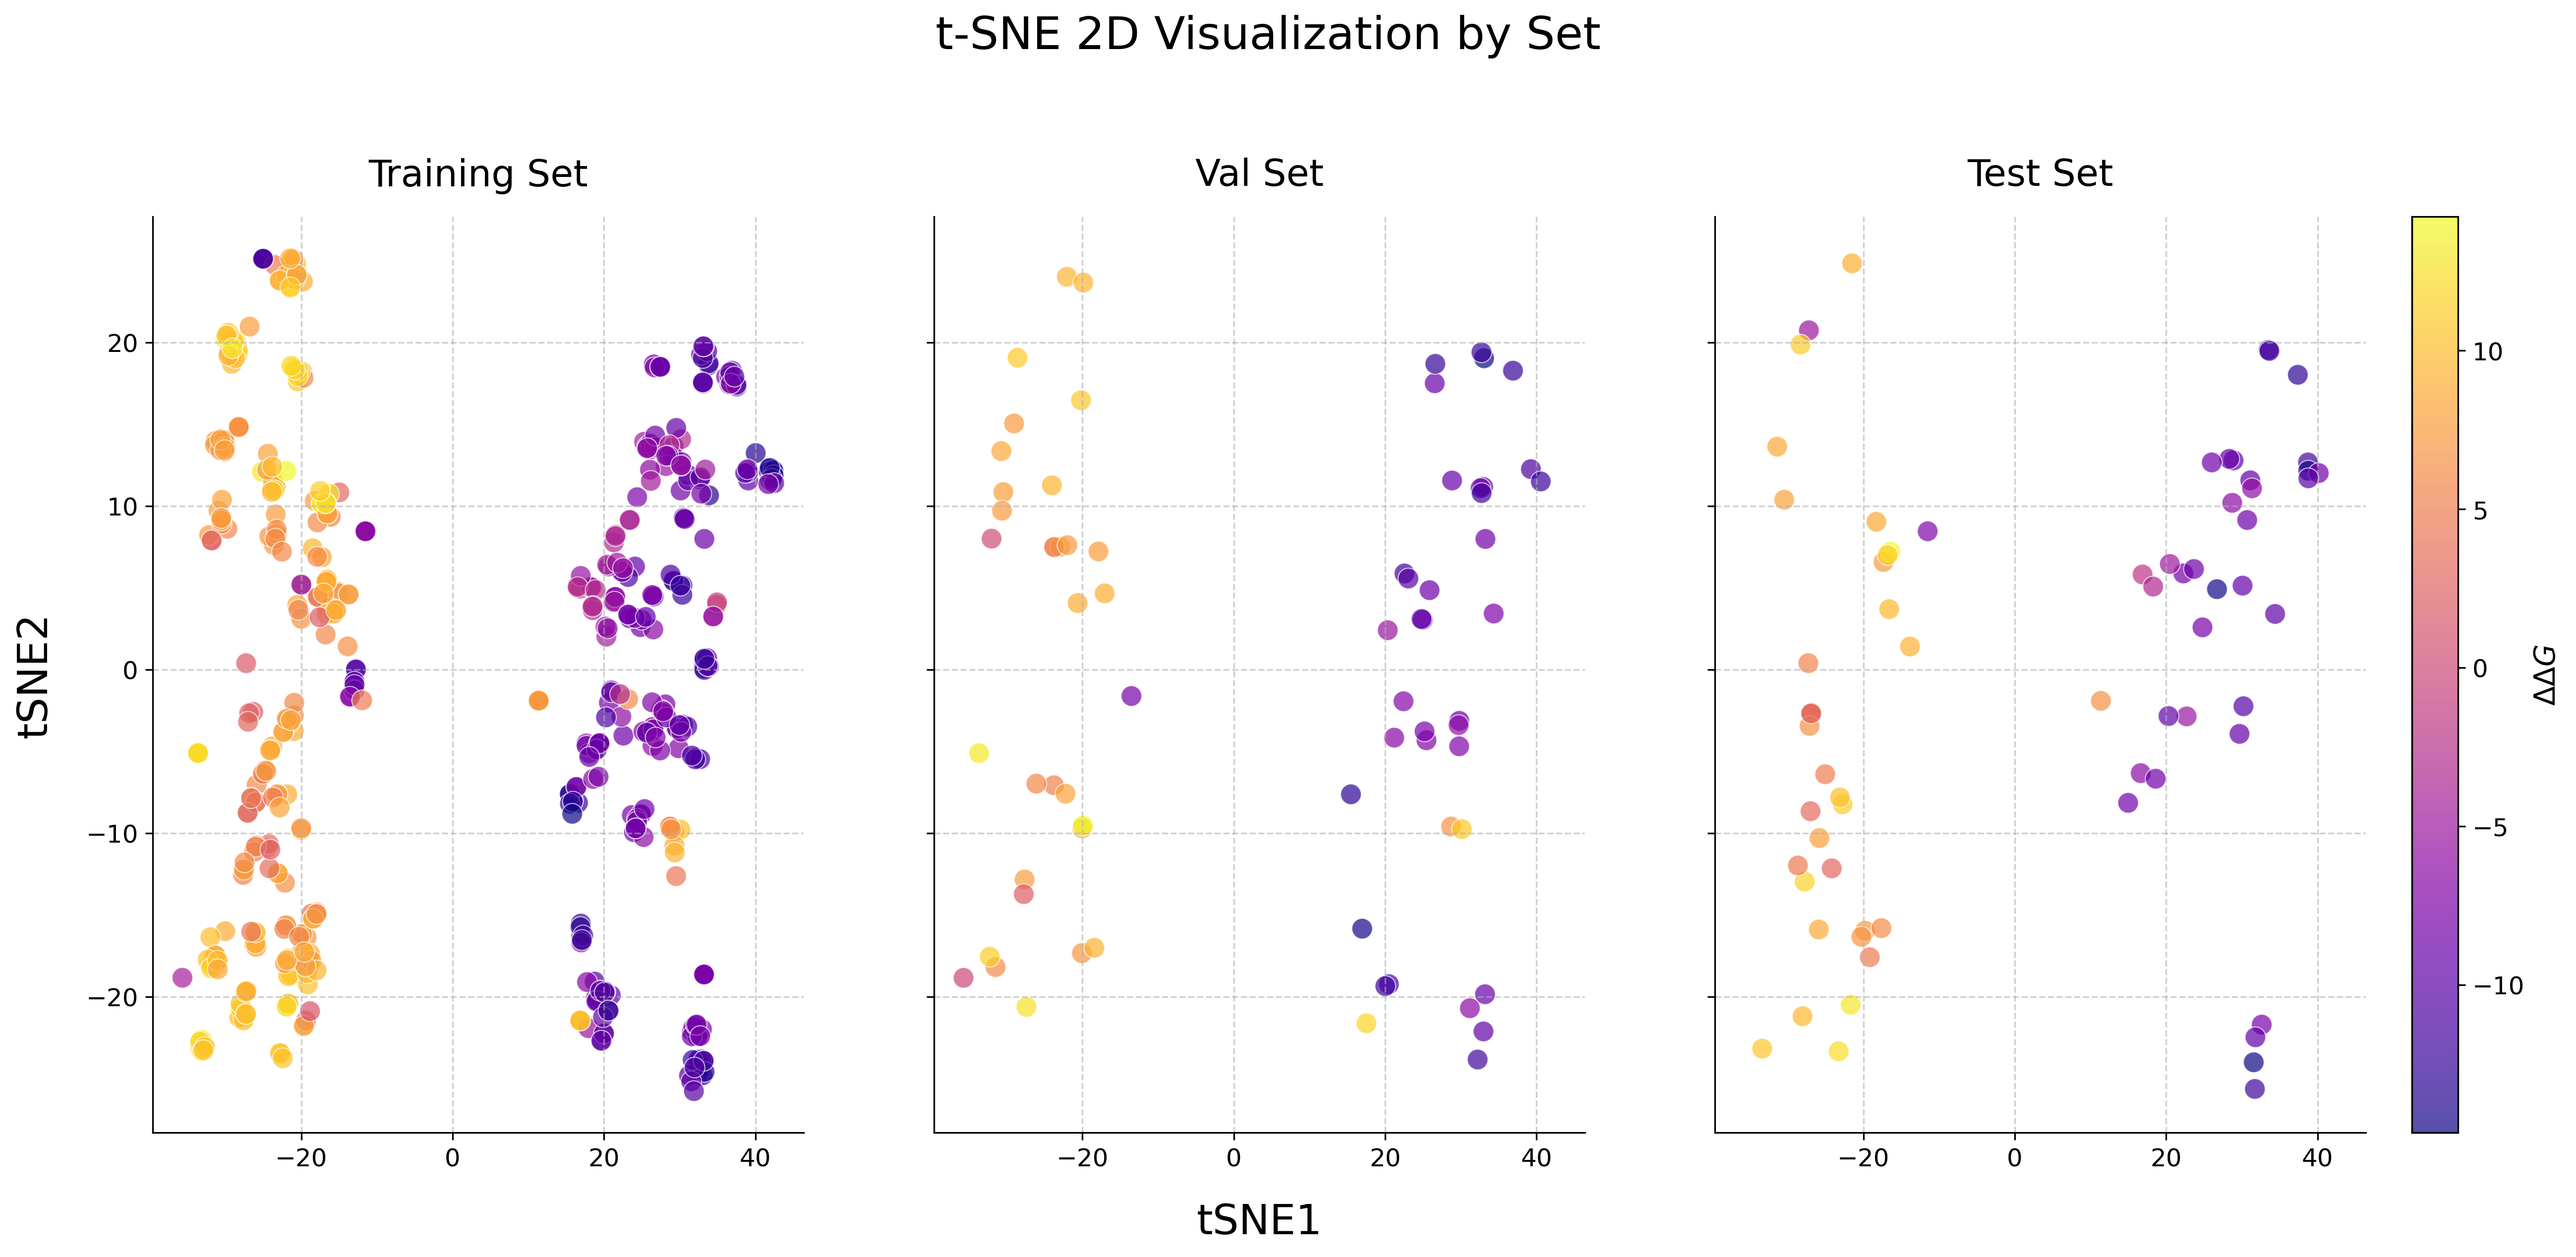 t-SNE 2D Visualization by Set
Training Set
Val Set
Test Set
tSNE2
20
10
0
−10
−20
−20 0 20 40
−20 0 20 40
−20 0 20 40
tSNE1
10
5
0
−5
−10
ΔΔG